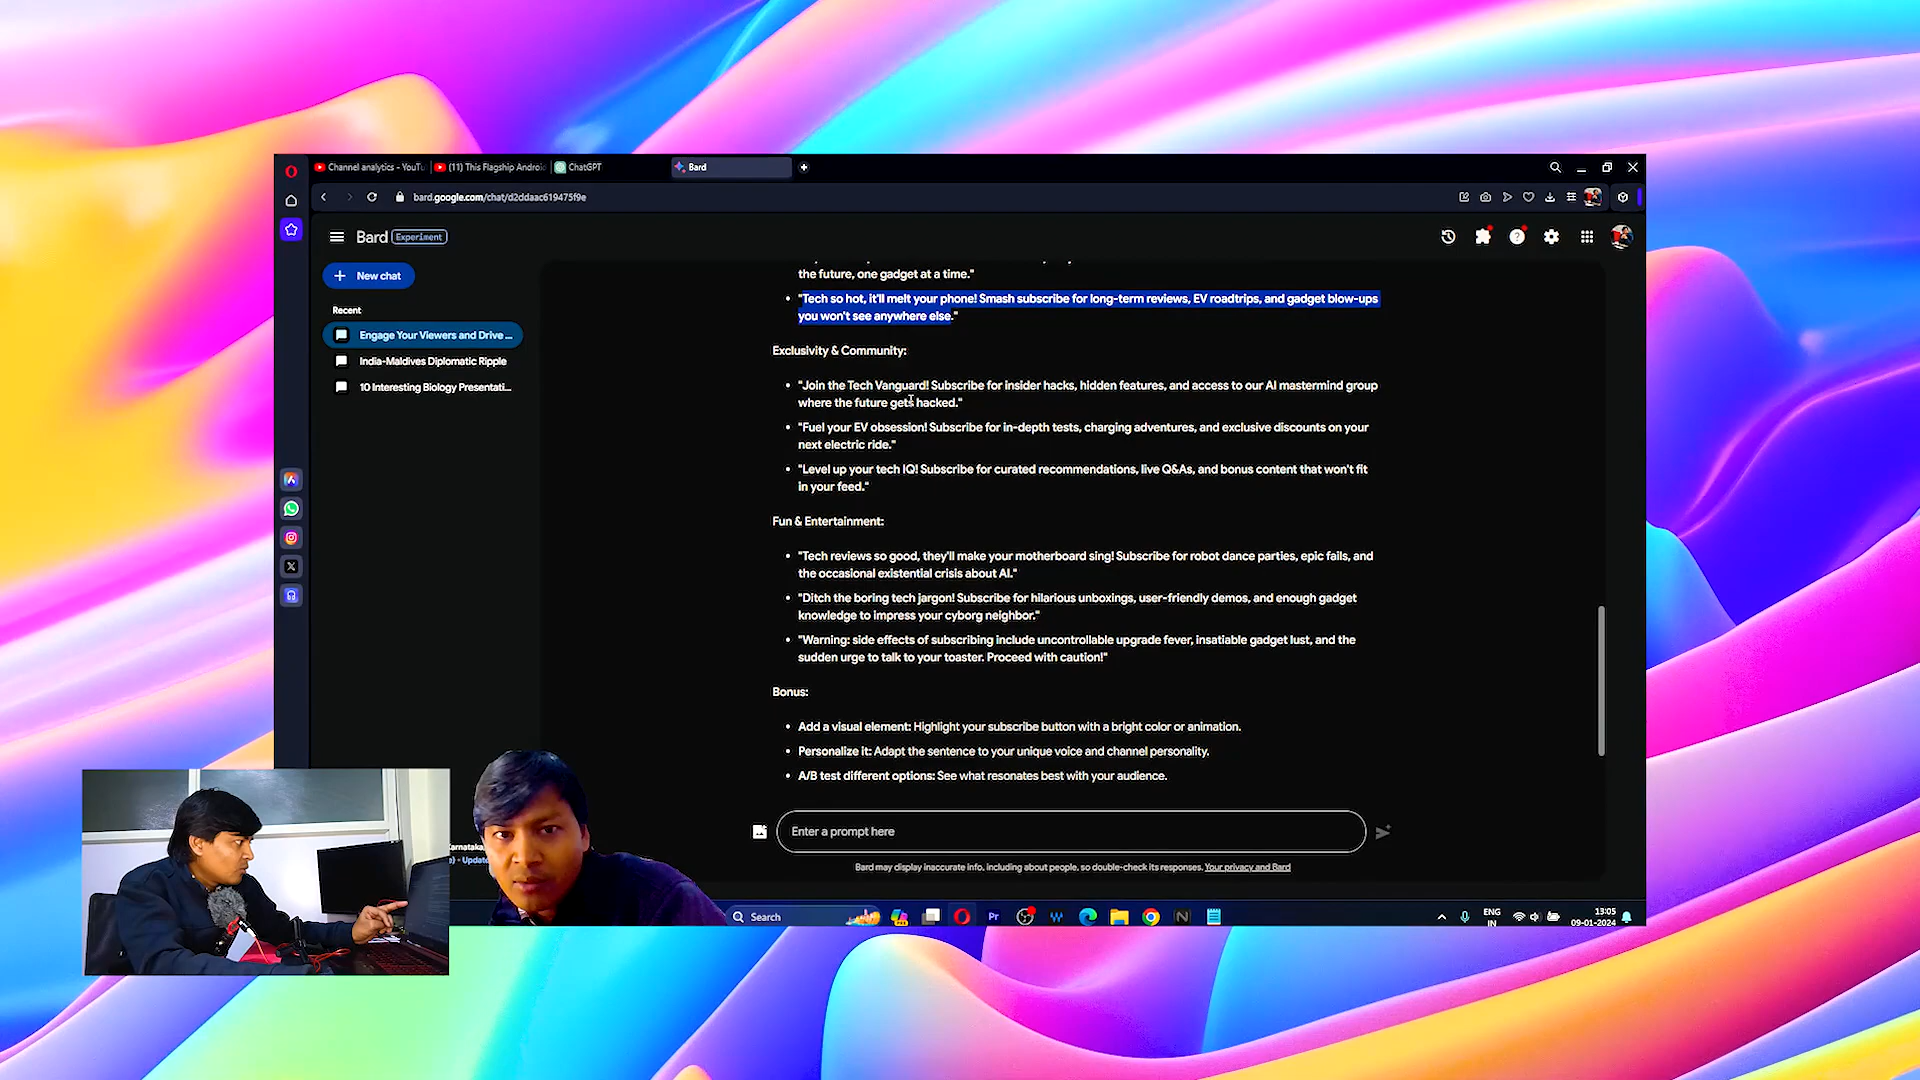 Channel analytics - YouTu
(11) This Flagship Androi
ChatGPT
Bard
bard.google.com/chat/d2ddaac619475f9e
Bard Experiment
New chat
Recent
Engage Your Viewers and Drive ...
India-Maldives Diplomatic Ripple
10 Interesting Biology Presentati...
the future, one gadget at a time."
"Tech so hot, it'll melt your phone! Smash subscribe for long-term reviews, EV roadtrips, and gadget blow-ups
you won't see anywhere else."
Exclusivity & Community:
"Join the Tech Vanguard! Subscribe for insider hacks, hidden features, and access to our AI mastermind group
where the future gets hacked."
"Fuel your EV obsession! Subscribe for in-depth tests, charging adventures, and exclusive discounts on your
next electric ride."
"Level up your tech IQ! Subscribe for curated recommendations, live Q&As, and bonus content that won't fit
in your feed."
Fun & Entertainment:
"Tech reviews so good, they'll make your motherboard sing! Subscribe for robot dance parties, epic fails, and
the occasional existential crisis about AI."
"Ditch the boring tech jargon! Subscribe for hilarious unboxings, user-friendly demos, and enough gadget
knowledge to impress your cyborg neighbor."
"Warning: side effects of subscribing include uncontrollable upgrade fever, insatiable gadget lust, and the
sudden urge to talk to your toaster. Proceed with caution!"
Bonus:
Add a visual element: Highlight your subscribe button with a bright color or animation.
Personalize it: Adapt the sentence to your unique voice and channel personality.
A/B test different options: See what resonates best with your audience.
Enter a prompt here
Bard may display inaccurate info, including about people, so double-check its responses. Your privacy and Bard
Karnataka,
- Updat
Search
Pr
ENG
IN
13:05
09-01-2024